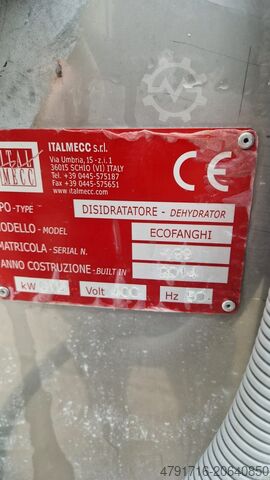 ITALMECC s.r.l.
Via Umbria, 15 - z.i. 1
36015 SCHIO (VI) ITALY
Tel. +39 0445-575187
Fax +39 0445-575651
www.italmecc.com
ITAL
MECC
CE
PO - TYPE DISIDRATATORE - DEHYDRATOR
ODELLO - MODEL ECOFANGHI
MATRICOLA - SERIAL N.
ANNO COSTRUZIONE - BUILT IN
kW Volt Hz
4791716-20640850